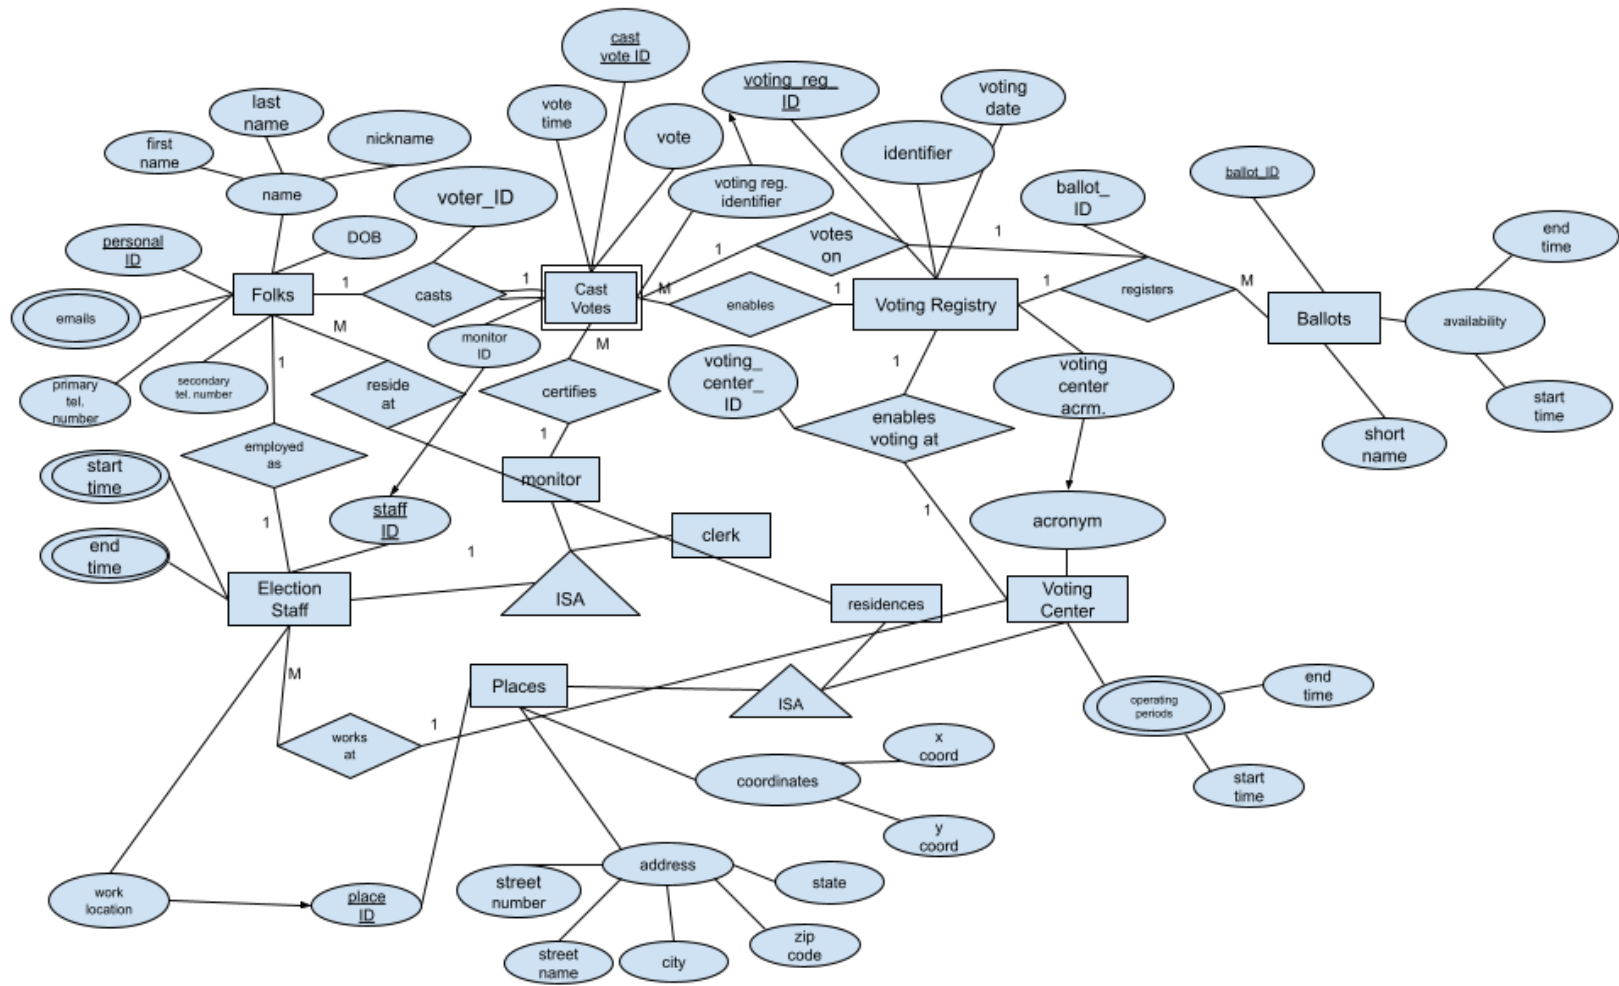 cast
vote ID
voting_reg_
ID
voting
date
last
name
vote
time
nickname
vote
first
name
identifier
ballot_ID
name
voter_ID
voting reg.
identifier
ballot_
ID
end
time
personal
ID
DOB
votes
on
1
1
Folks
1
casts
1
Cast
Votes
M
enables
1
Voting Registry
1
registers
M
Ballots
availability
emails
M
monitor
ID
M
1
1
primary
tel.
number
secondary
tel. number
reside
at
certifies
voting_
center_
ID
voting
center
acrm.
start
time
employed
as
1
enables
voting at
short
name
start
time
monitor
1
staff
ID
1
acronym
clerk
end
time
1
Election
Staff
ISA
residences
Voting
Center
M
Places
ISA
operating
periods
end
time
works
at
1
x
coord
coordinates
start
time
y
coord
address
state
street
number
work
location
place
ID
street
name
city
zip
code